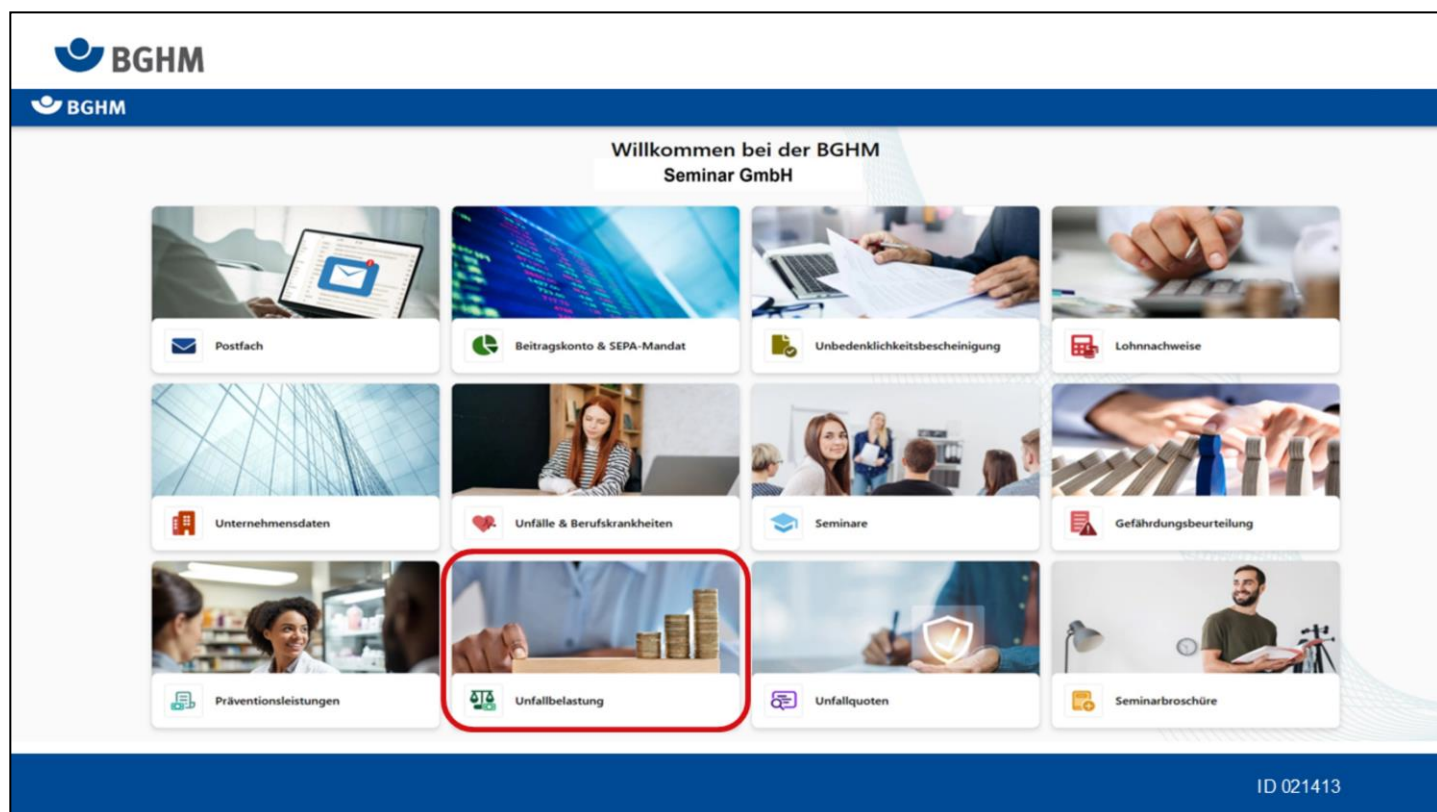 BGHM
BGHM
Willkommen bei der BGHM
Seminar GmbH
Postfach
Beitragskonto & SEPA-Mandat
Unbedenklichkeitsbescheinigung
Lohnnachweise
Unternehmensdaten
Unfälle & Berufskrankheiten
Seminare
Gefährdungsbeurteilung
Präventionsleistungen
Unfallbelastung
Unfallquoten
Seminarbroschüre
ID 021413